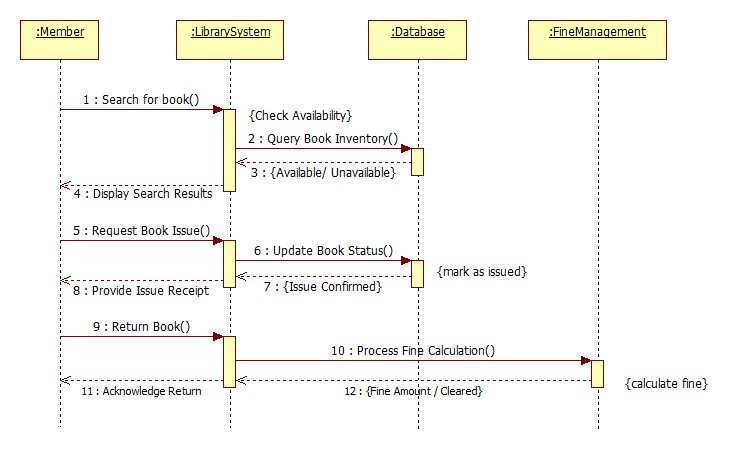 :Member
:LibrarySystem
:Database
:FineManagement
1 : Search for book()
{Check Availability}
2 : Query Book Inventory()
3 : {Available/ Unavailable}
4 : Display Search Results
5 : Request Book Issue()
6 : Update Book Status()
{mark as issued}
7 : {Issue Confirmed}
8 : Provide Issue Receipt
9 : Return Book()
10 : Process Fine Calculation()
{calculate fine}
11 : Acknowledge Return
12 : {Fine Amount / Cleared}